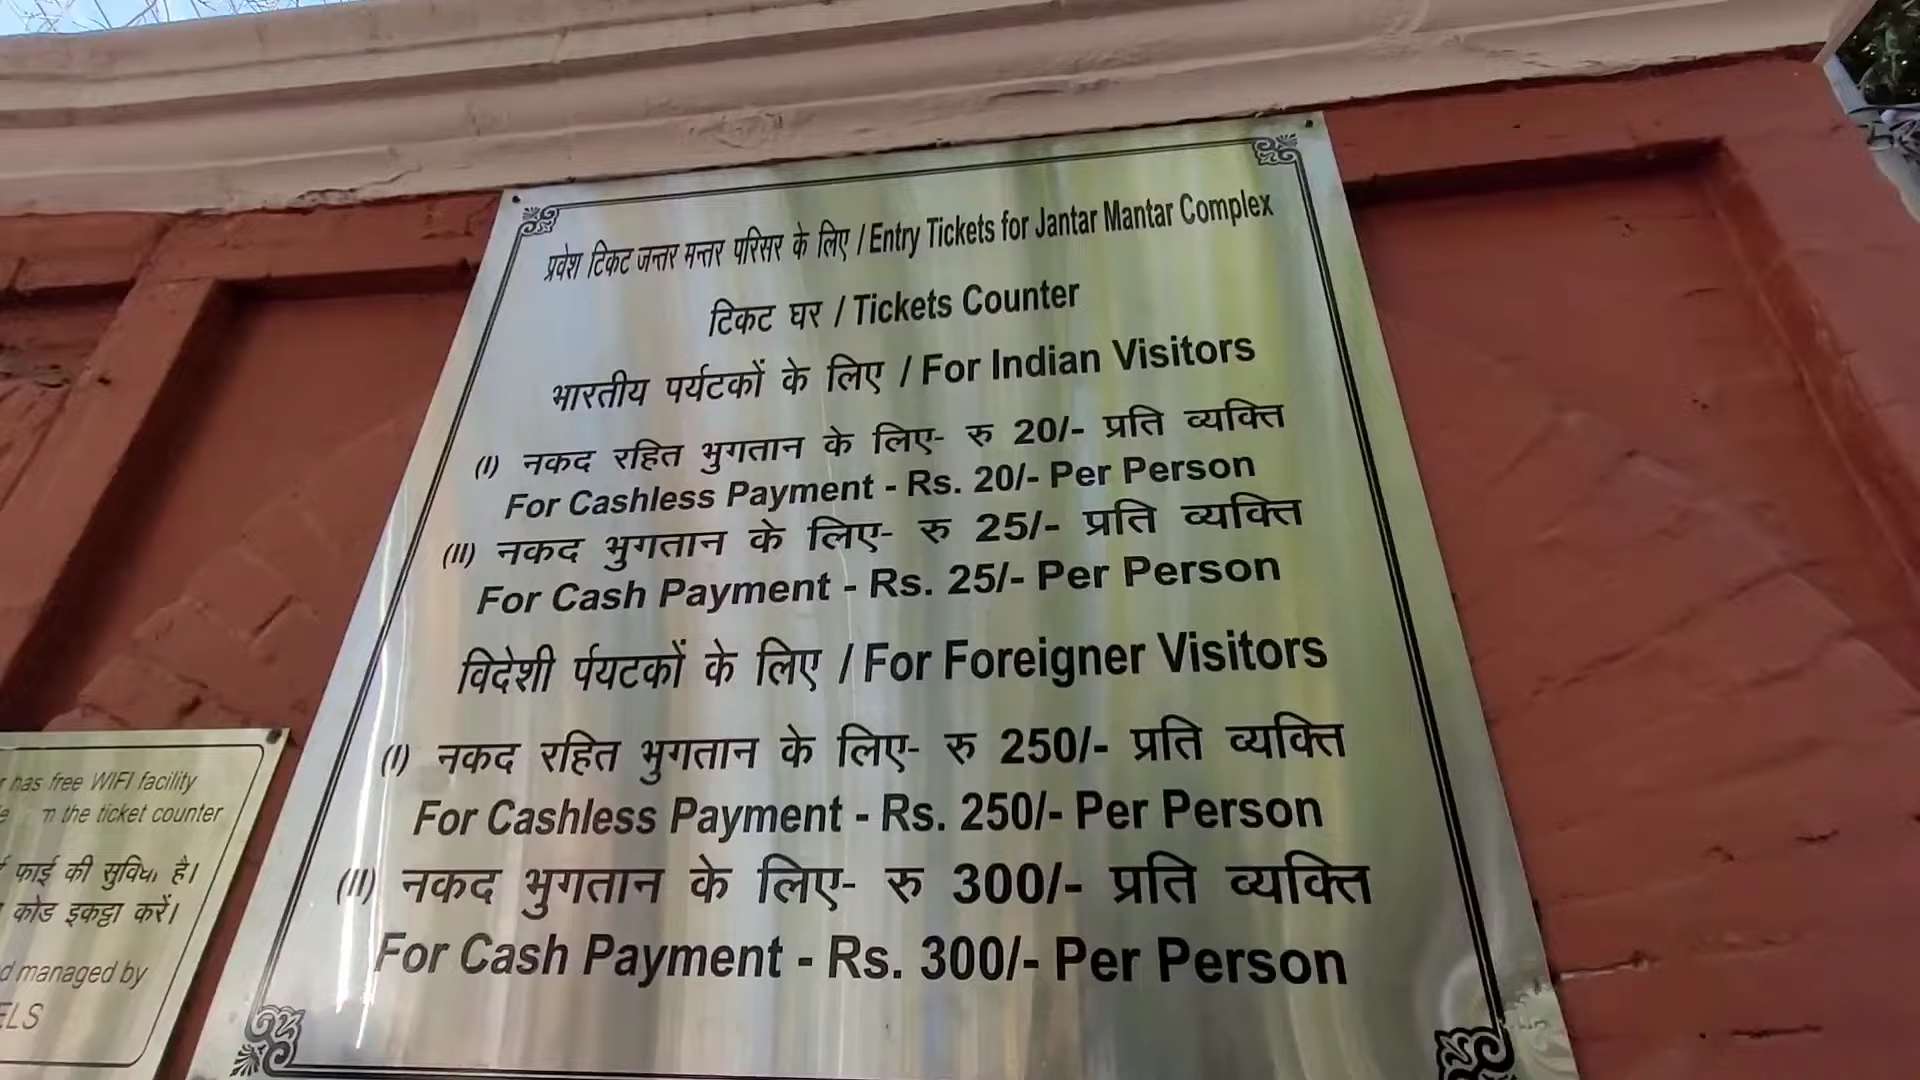 प्रवेश टिकट जन्तर मन्तर परिसर के लिए / Entry Tickets for Jantar Mantar Complex
टिकट घर / Tickets Counter
भारतीय पर्यटकों के लिए / For Indian Visitors
(I) नकद रहित भुगतान के लिए- रु 20/- प्रति व्यक्ति
For Cashless Payment - Rs. 20/- Per Person
(II) नकद भुगतान के लिए- रु 25/- प्रति व्यक्ति
For Cash Payment - Rs. 25/- Per Person
विदेशी र्पयटकों के लिए / For Foreigner Visitors
(I) नकद रहित भुगतान के लिए- रु 250/- प्रति व्यक्ति
For Cashless Payment - Rs. 250/- Per Person
(II) नकद भुगतान के लिए- रु 300/- प्रति व्यक्ति
For Cash Payment - Rs. 300/- Per Person
has free WIFI facility
the ticket counter
फाई की सुविधा है।
कोड इकट्ठा करें।
managed by